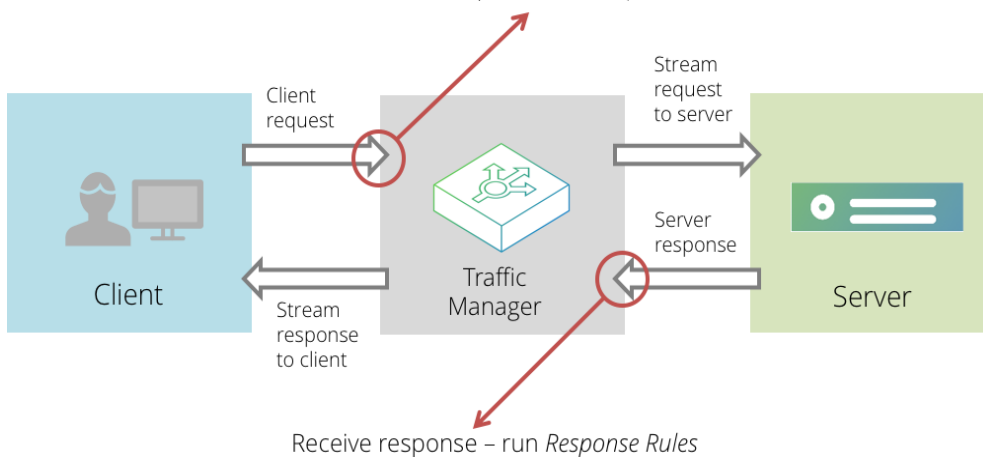 Client
request
Stream
request
to server
Server
response
Client
Traffic
Manager
Server
Stream
response
to client
Receive response – run Response Rules